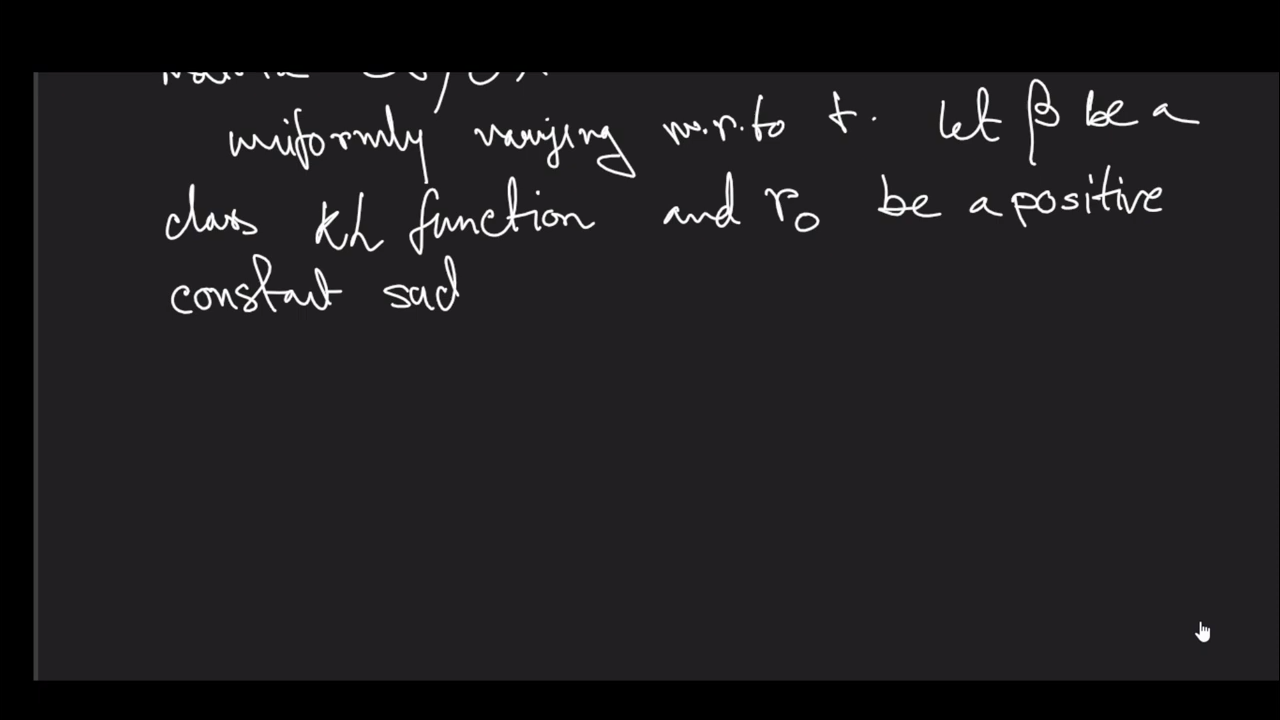 uniformly varying w.r.to t. Let β be a
class KL function and r₀ be a positive
constant sad